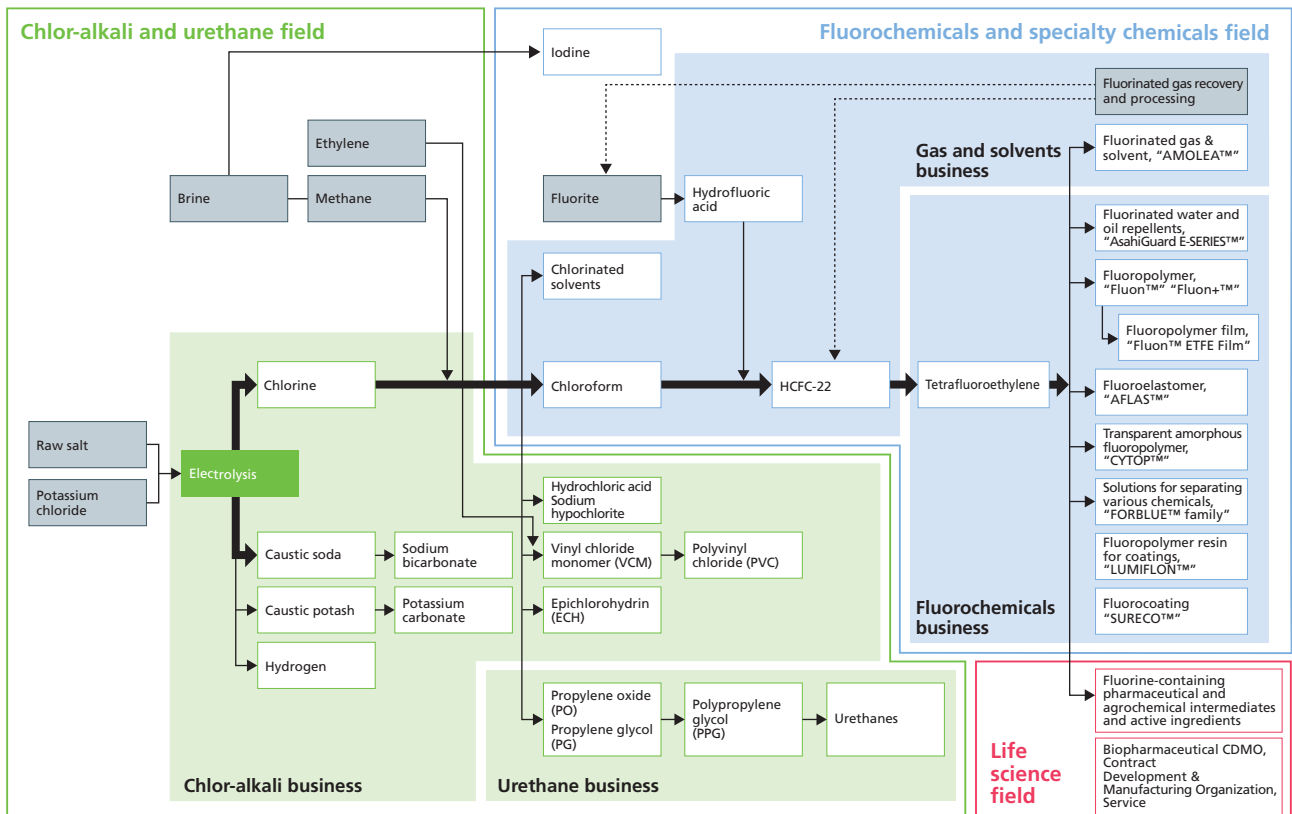 Chlor-alkali and urethane field
Fluorochemicals and specialty chemicals field
Iodine
Fluorinated gas recovery
and processing
Ethylene
Fluorinated gas &
solvent, “AMOLEA™”
Gas and solvents
business
Brine
Methane
Fluorite
Hydrofluoric
acid
Fluorinated water and
oil repellents,
“AsahiGuard E-SERIES™”
Chlorinated
solvents
Fluoropolymer,
“Fluon™” “Fluon+™”
Fluoropolymer film,
“Fluon™ ETFE Film”
Chlorine
Chloroform
HCFC-22
Tetrafluoroethylene
Fluoroelastomer,
“AFLAS™”
Raw salt
Electrolysis
Potassium
chloride
Transparent amorphous
fluoropolymer,
“CYTOP™”
Hydrochloric acid
Sodium
hypochlorite
Solutions for separating
various chemicals,
“FORBLUE™ family”
Caustic soda
Sodium
bicarbonate
Vinyl chloride
monomer (VCM)
Polyvinyl
chloride (PVC)
Fluoropolymer resin
for coatings,
“LUMIFLON™”
Caustic potash
Potassium
carbonate
Epichlorohydrin
(ECH)
Fluorochemicals
business
Fluorocoating
“SURECO™”
Hydrogen
Propylene oxide
(PO)
Propylene glycol
(PG)
Polypropylene
glycol
(PPG)
Urethanes
Fluorine-containing
pharmaceutical and
agrochemical intermediates
and active ingredients
Chlor-alkali business
Urethane business
Life
science
field
Biopharmaceutical CDMO,
Contract
Development &
Manufacturing Organization,
Service